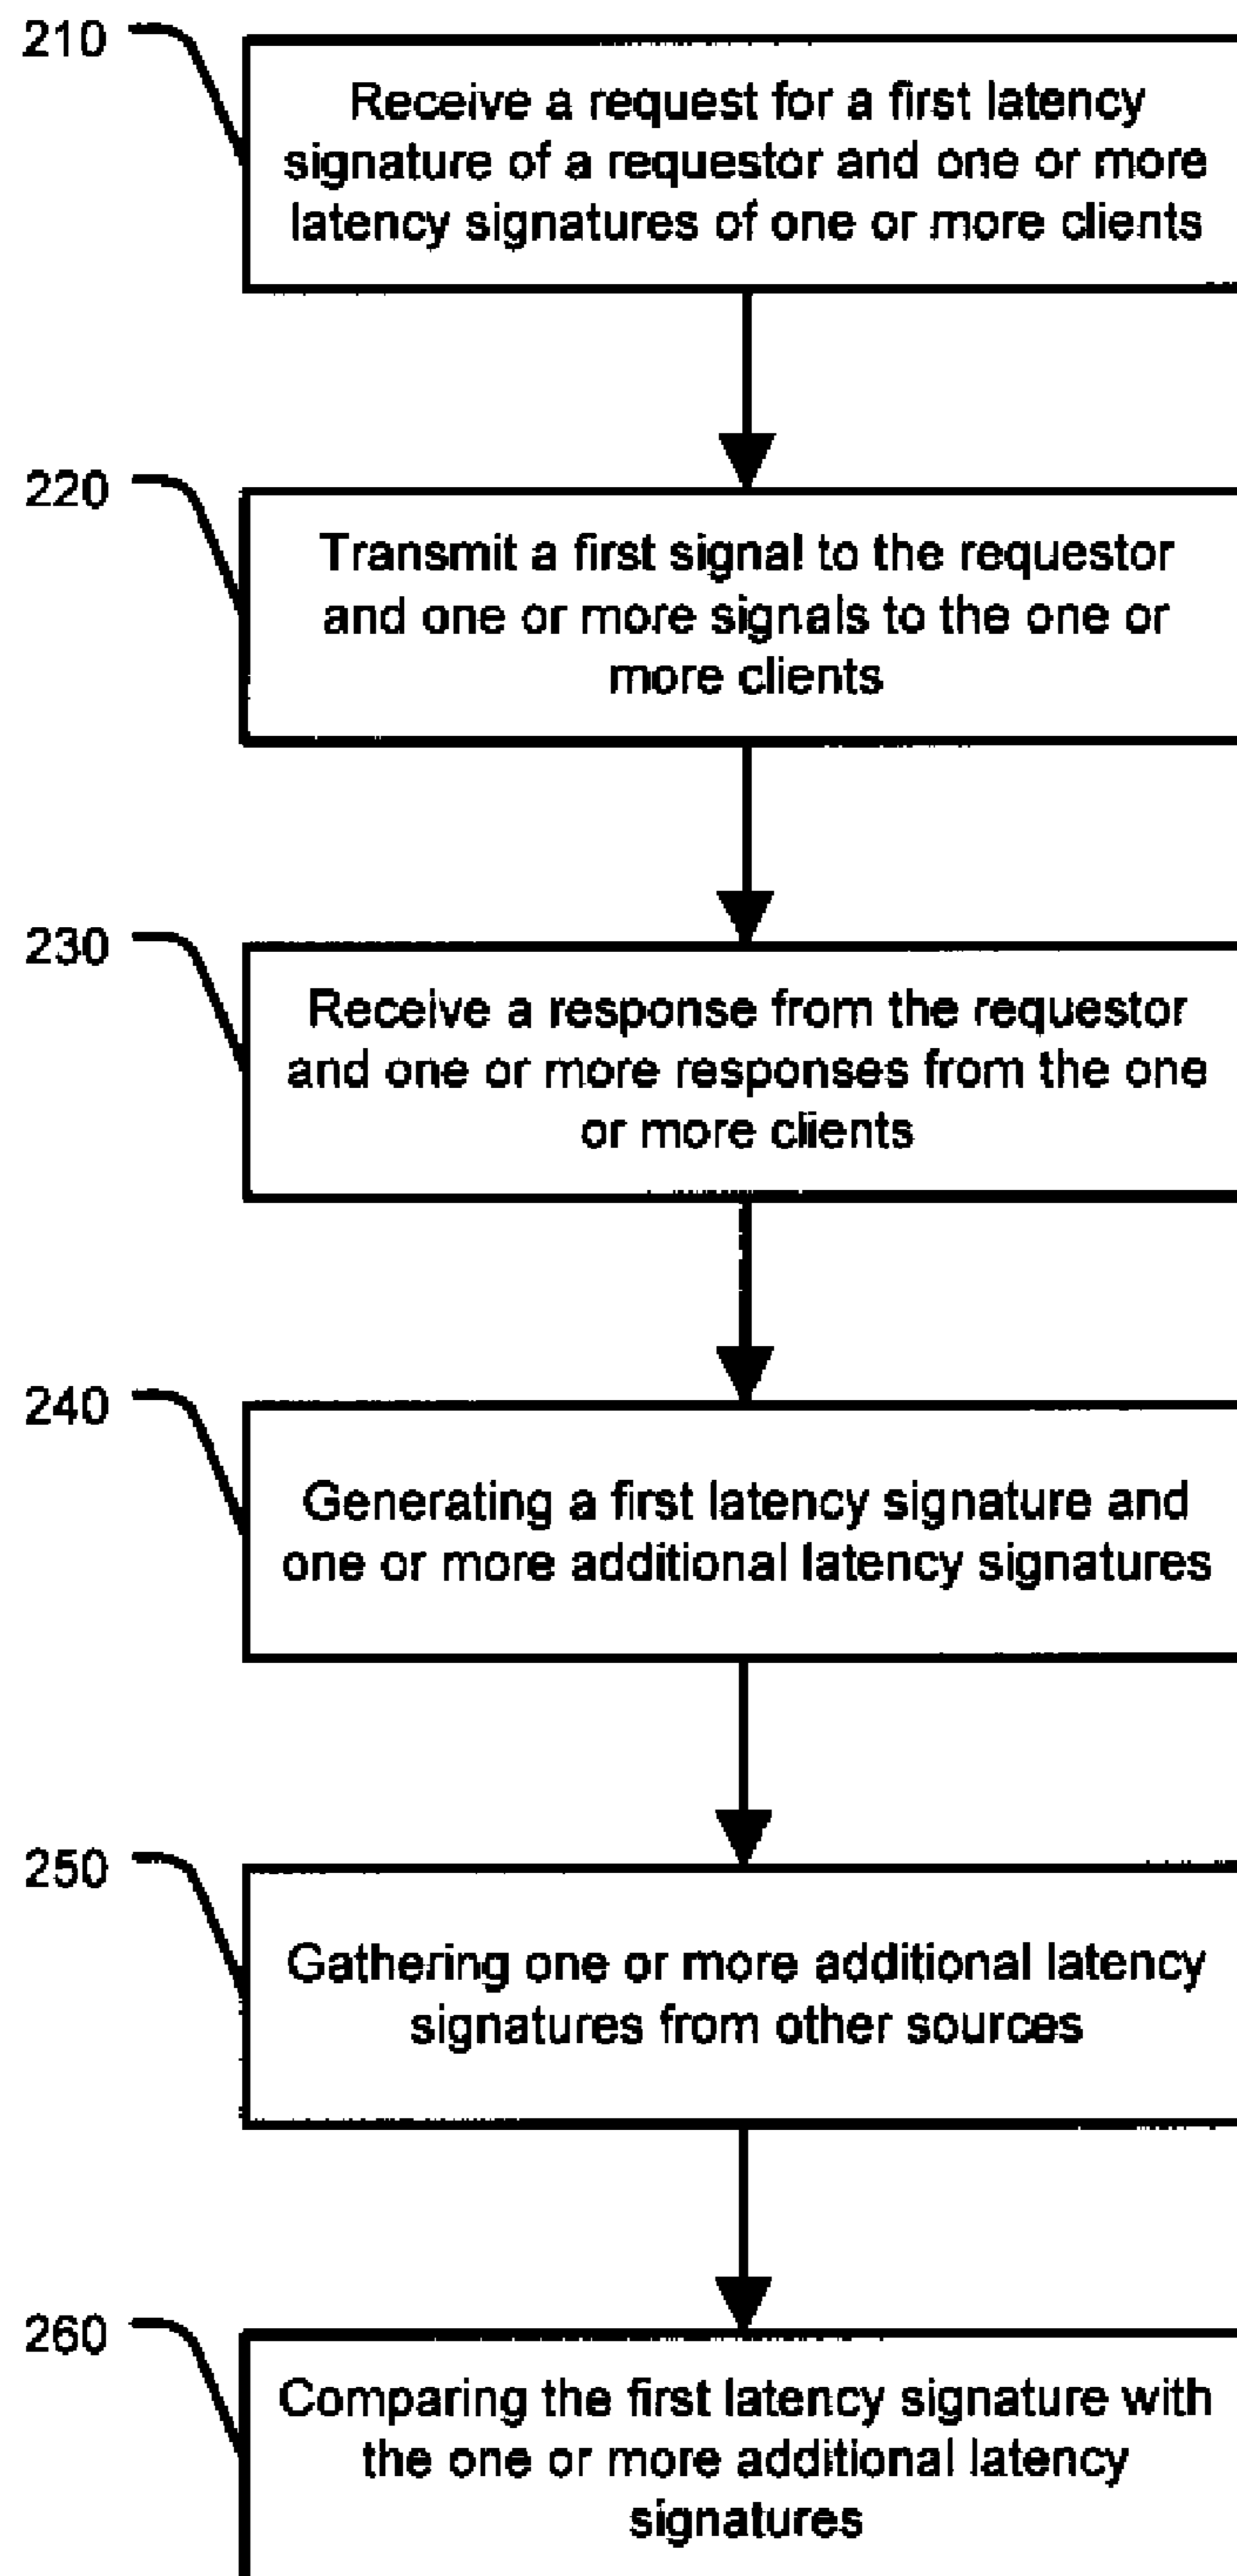 210
Receive a request for a first latency
signature of a requestor and one or more
latency signatures of one or more clients
220
Transmit a first signal to the requestor
and one or more signals to the one or
more clients
230
Receive a response from the requestor
and one or more responses from the one
or more clients
240
Generating a first latency signature and
one or more additional latency signatures
250
Gathering one or more additional latency
signatures from other sources
260
Comparing the first latency signature with
the one or more additional latency
signatures